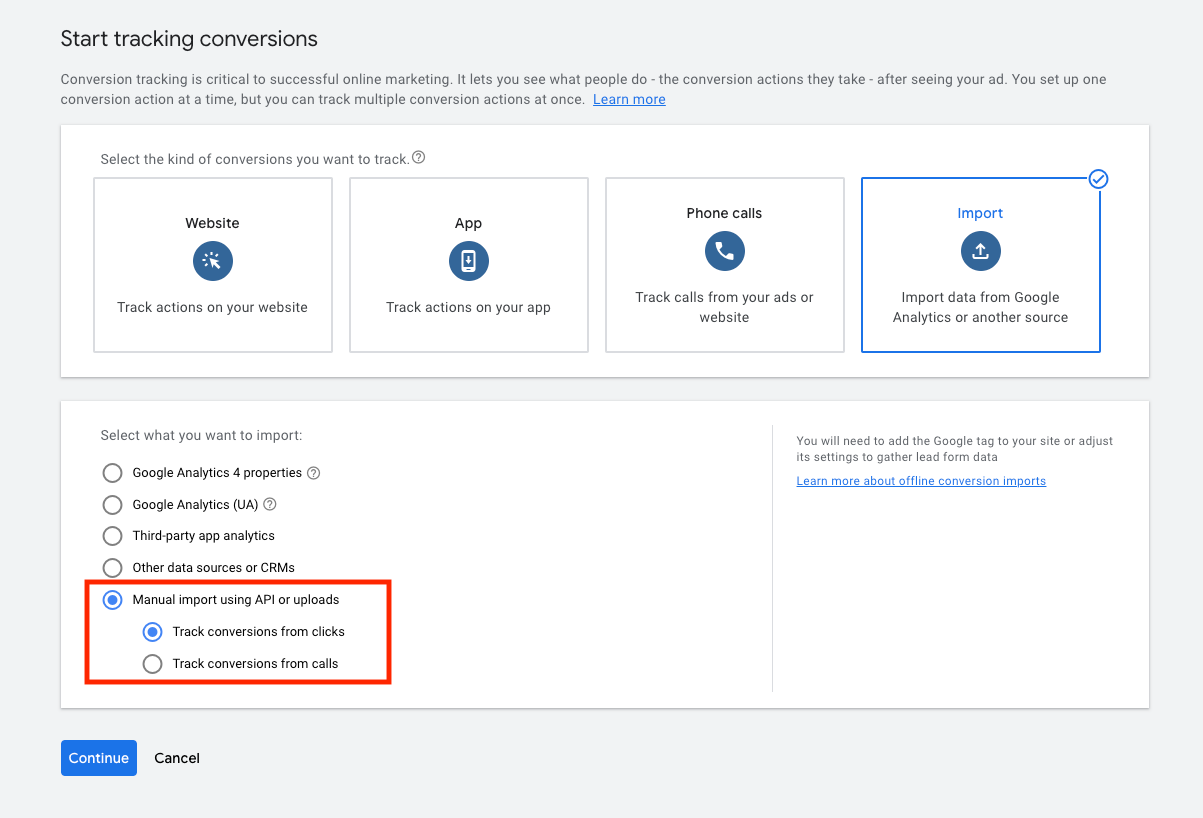 Start tracking conversions
Conversion tracking is critical to successful online marketing. It lets you see what people do - the conversion actions they take - after seeing your ad. You set up one
conversion action at a time, but you can track multiple conversion actions at once. Learn more
Select the kind of conversions you want to track.
Website
Track actions on your website
App
Track actions on your app
Phone calls
Track calls from your ads or
website
Import
Import data from Google
Analytics or another source
Select what you want to import:
Google Analytics 4 properties
Google Analytics (UA)
Third-party app analytics
Other data sources or CRMs
Manual import using API or uploads
Track conversions from clicks
Track conversions from calls
You will need to add the Google tag to your site or adjust
its settings to gather lead form data
Learn more about offline conversion imports
Continue
Cancel